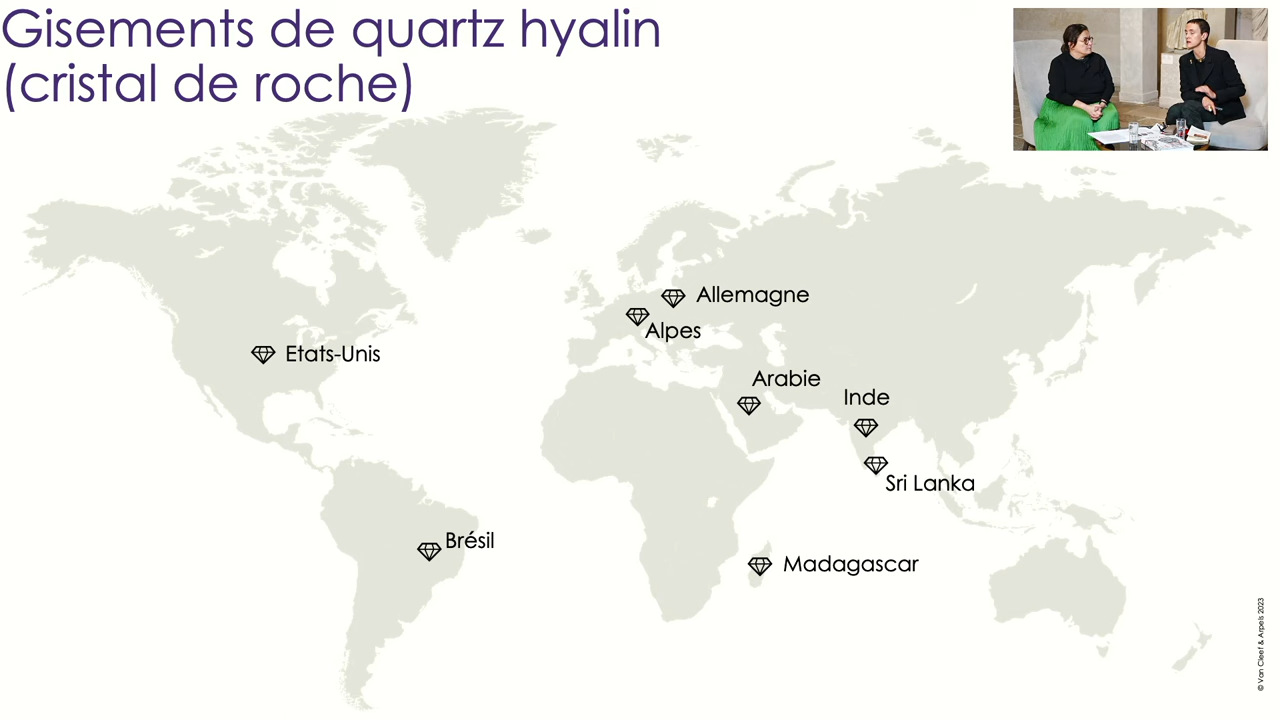 Gisements de quartz hyalin
(cristal de roche)
Allemagne
Alpes
Etats-Unis
Arabie
Inde
Sri Lanka
Brésil
Madagascar
© Van Cleef & Arpels 2023